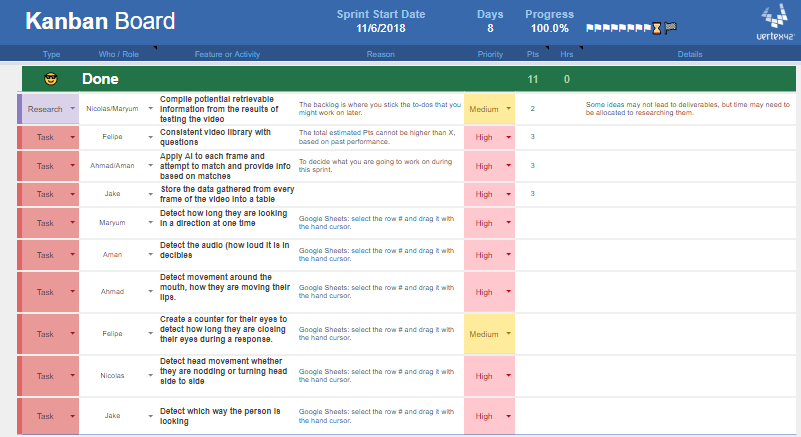 Kanban Board
Sprint Start Date
11/6/2018
Days
8
Progress
100.0%
vertex42
Type Who / Role Feature or Activity Reason Priority Pts Hrs Details
Done 11 0
Research
Nicolas/Maryum
Compile potiential retrievable
information from the results of
testing the video
The backlog is where you stick the to-dos that you
might work on later.
Medium
2
Some ideas may not lead to deliverables, but time may need to
be allocated to researching them.
Task
Felipe
Consistent video library with
questions
The total estimated Pts cannot be higher than X,
based on past performance.
High
3
Task
Ahmad/Aman
Apply AI to each frame and
attempt to match and provide info
based on matches
To decide what you are going to work on during
this sprint.
High
3
Task
Jake
Store the data gathered from every
frame of the video into a table
High
3
Task
Maryum
Detect how long they are looking
in a direction at one time
Google Sheets: select the row # and drag it with
the hand cursor.
High
Task
Aman
Detect the audio (how loud it is in
decibles
Google Sheets: select the row # and drag it with
the hand cursor.
High
Task
Ahmad
Detect movement around the
mouth, how they are moving their
lips.
Google Sheets: select the row # and drag it with
the hand cursor.
High
Task
Felipe
Create a counter for their eyes to
detect how long they are closing
their eyes during a response.
Google Sheets: select the row # and drag it with
the hand cursor.
Medium
Task
Nicolas
Detect head movement whether
they are nodding or turning head
side to side
Google Sheets: select the row # and drag it with
the hand cursor.
High
Task
Jake
Detect which way the person is
looking
Google Sheets: select the row # and drag it with
the hand cursor.
High